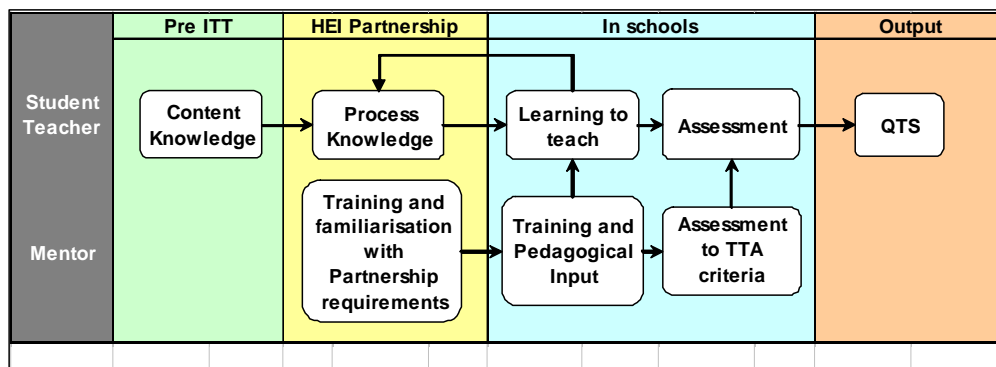 Pre ITT
HEI Partnership
In schools
Output
Student
Teacher
Content
Knowledge
Process
Knowledge
Learning to
teach
Assessment
QTS
Mentor
Training and
familiarisation
with
Partnership
requirements
Training and
Pedagogical
Input
Assessment
to TTA
criteria